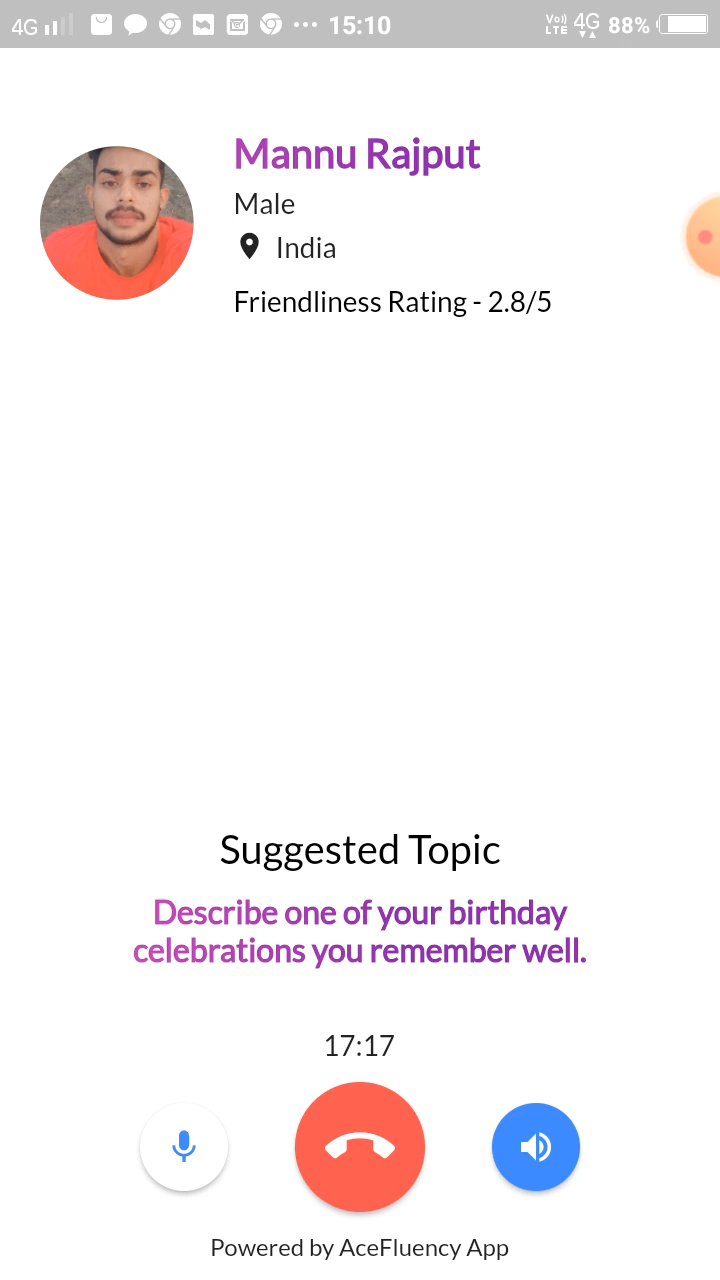 4G 15:10 Vo) LTE 4G 88%
Mannu Rajput
Male
India
Friendliness Rating - 2.8/5
Suggested Topic
Describe one of your birthday
celebrations you remember well.
17:17
Powered by AceFluency App